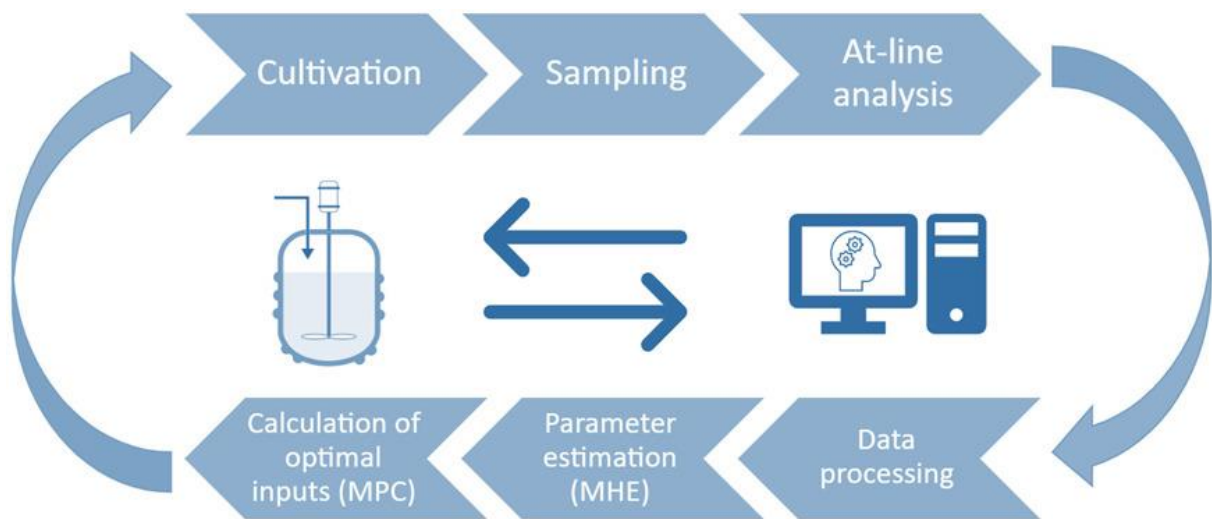 Cultivation
Sampling
At-line
analysis
Calculation of
optimal
inputs (MPC)
Parameter
estimation
(MHE)
Data
processing